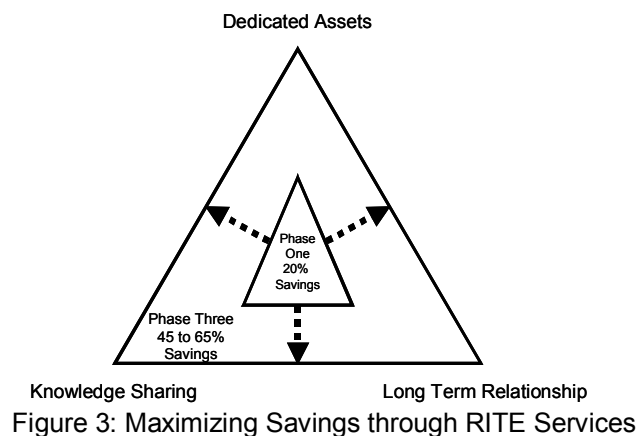 Dedicated Assets
Phase
One
20%
Savings
Phase Three
45 to 65%
Savings
Knowledge Sharing
Long Term Relationship
Figure 3: Maximizing Savings through RITE Services